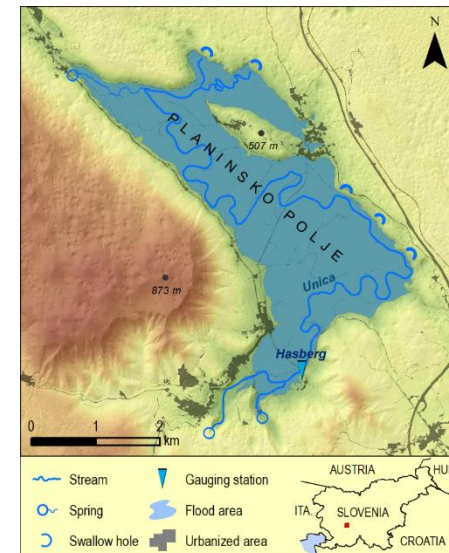 N
PLANINSKO POLJE
507 m
Unica
873 m
Hasberg
0 1 2
km
Stream
Gauging station
Spring
Flood area
Swallow hole
Urbanized area
AUSTRIA
HU
ITA.
SLOVENIA
CROATIA